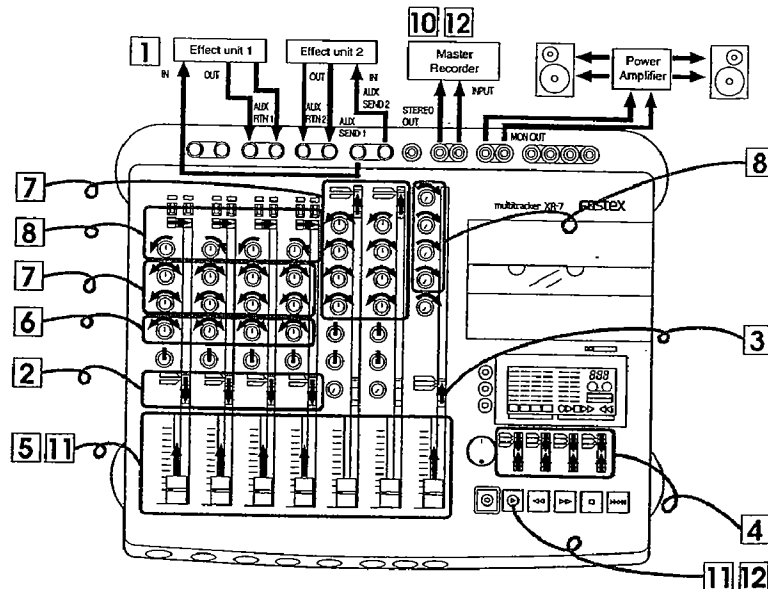 10 12
1
Effect unit 1
Effect unit 2
Master Recorder
Power Amplifier
IN
OUT
OUT
IN
INPUT
AUX RTN 1
AUX RTN 2
AUX SEND 1
AUX SEND 2
STEREO OUT
MON OUT
7
8
8
7
6
2
5 11
multitracker XR-7 Fostex
3
888
4
11 12